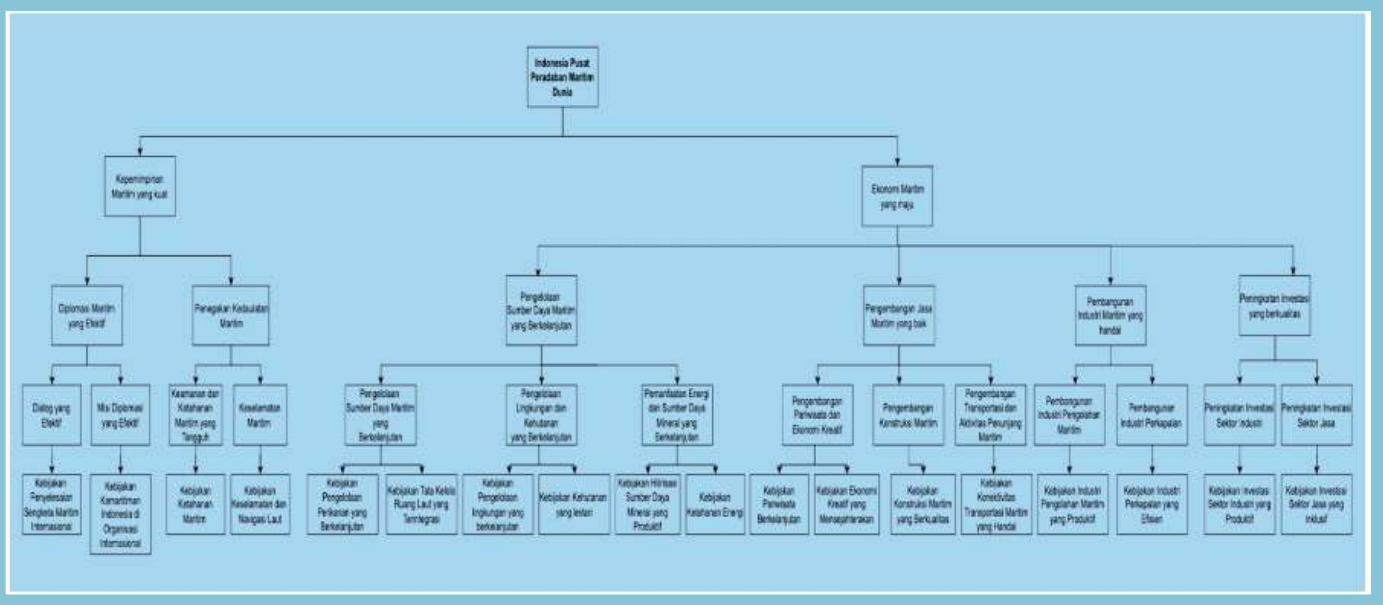 Indonesia Pusat
Peradaban Maritim
Dunia
Kepemimpinan
Maritim yang kuat
Ekonomi Maritim
yang maju
Diplomasi Maritim
yang Efektif
Penegakan Kedaulatan
Maritim
Pengelolaan
Sumber Daya Maritim
yang Berkelanjutan
Pengembangan Jasa
Maritim yang baik
Pembangunan
Industri Maritim yang
handal
Peningkatan Investasi
yang berkualitas
Dialog yang
Efektif
Misi Diplomasi
yang Efektif
Keamanan dan
Ketahanan
Maritim yang
Tangguh
Keselamatan
Maritim
Pengelolaan
Sumber Daya Maritim
yang
Berkelanjutan
Pengelolaan
Lingkungan dan
Kehutanan
yang Berkelanjutan
Pemanfaatan Energi
dan Sumber Daya
Mineral yang
Berkelanjutan
Pengembangan
Pariwisata dan
Ekonomi Kreatif
Pengembangan
Konstruksi Maritim
Pengembangan
Transportasi dan
Aktivitas Penunjang
Maritim
Pembangunan
Industri Pengolahan
Maritim
Pembangunan
Industri Perkapalan
Peningkatan Investasi
Sektor Industri
Peningkatan Investasi
Sektor Jasa
Kebijakan
Penyelesaian
Sengketa Maritim
Internasional
Kebijakan
Kemaritiman
Indonesia di
Organisasi
Internasional
Kebijakan
Ketahanan
Maritim
Kebijakan
Keselamatan dan
Navigasi Laut
Kebijakan
Pengelolaan
Perikanan yang
Berkelanjutan
Kebijakan Tata Kelola
Ruang Laut yang
Terintegrasi
Kebijakan
Pengelolaan
lingkungan yang
berkelanjutan
Kebijakan Kehutanan
yang lestari
Kebijakan Hilirisasi
Sumber Daya
Mineral yang
Produktif
Kebijakan
Ketahanan Energi
Kebijakan
Pariwisata
Berkelanjutan
Kebijakan Ekonomi
Kreatif yang
Mensejahterakan
Kebijakan
Konstruksi Maritim
yang Berkualitas
Kebijakan
Konektivitas
Transportasi Maritim
yang Handal
Kebijakan Industri
Pengolahan Maritim
yang Produktif
Kebijakan Industri
Perkapalan yang
Efisien
Kebijakan Investasi
Sektor Industri yang
Produktif
Kebijakan Investasi
Sektor Jasa yang
Inklusif